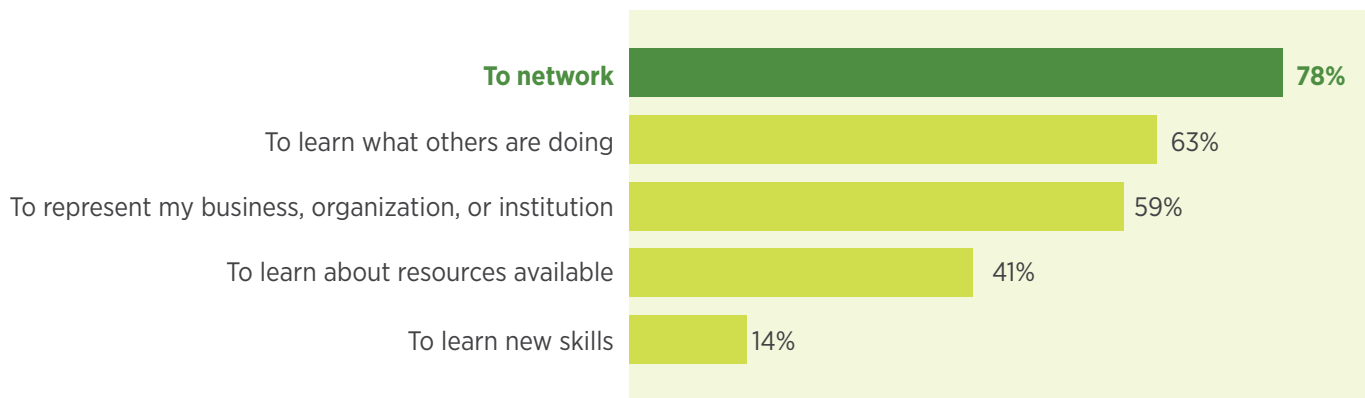 To network 78%
To learn what others are doing 63%
To represent my business, organization, or institution 59%
To learn about resources available 41%
To learn new skills 14%